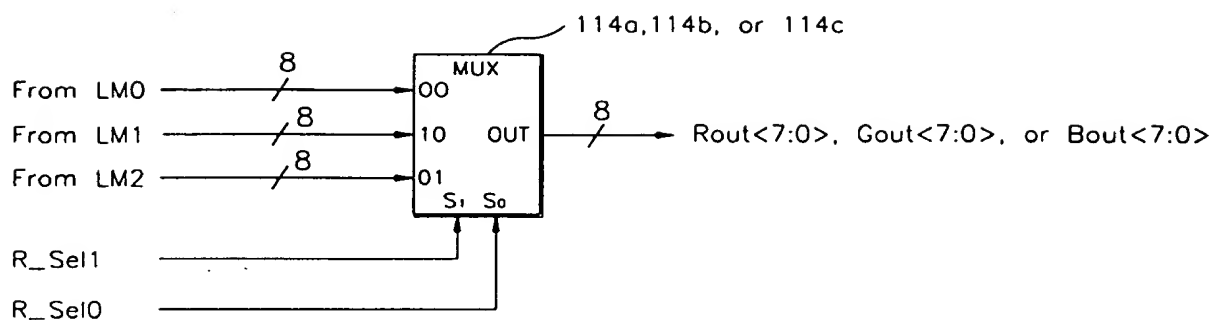 114a,114b, or 114c
MUX
8
From LM0
00
8
From LM1
10
OUT
8
Rout<7:0>, Gout<7:0>, or Bout<7:0>
8
From LM2
01
S1 S0
R_Sel1
R_Sel0